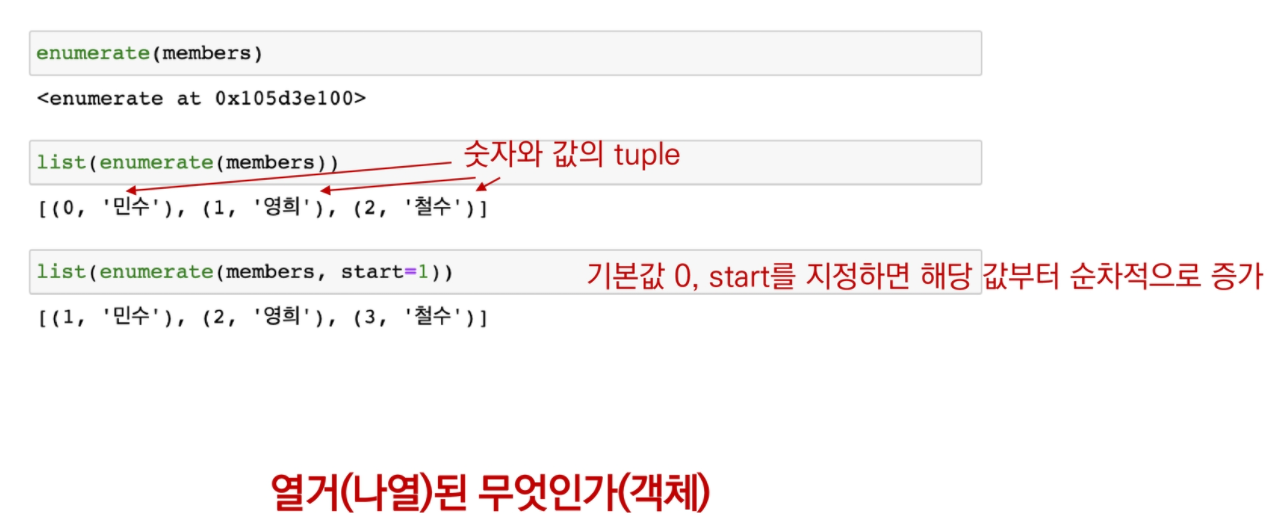 enumerate(members)
<enumerate at 0x105d3e100>
list(enumerate(members))
숫자와 값의 tuple
[(0, '민수'), (1, '영희'), (2, '철수')]
list(enumerate(members, start=1))
기본값 0, start를 지정하면 해당 값부터 순차적으로 증가
[(1, '민수'), (2, '영희'), (3, '철수')]
열거(나열)된 무엇인가(객체)